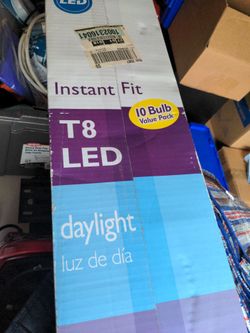 LED
Instant Fit
10 Bulb
Value Pack
T8
LED
daylight
luz de día